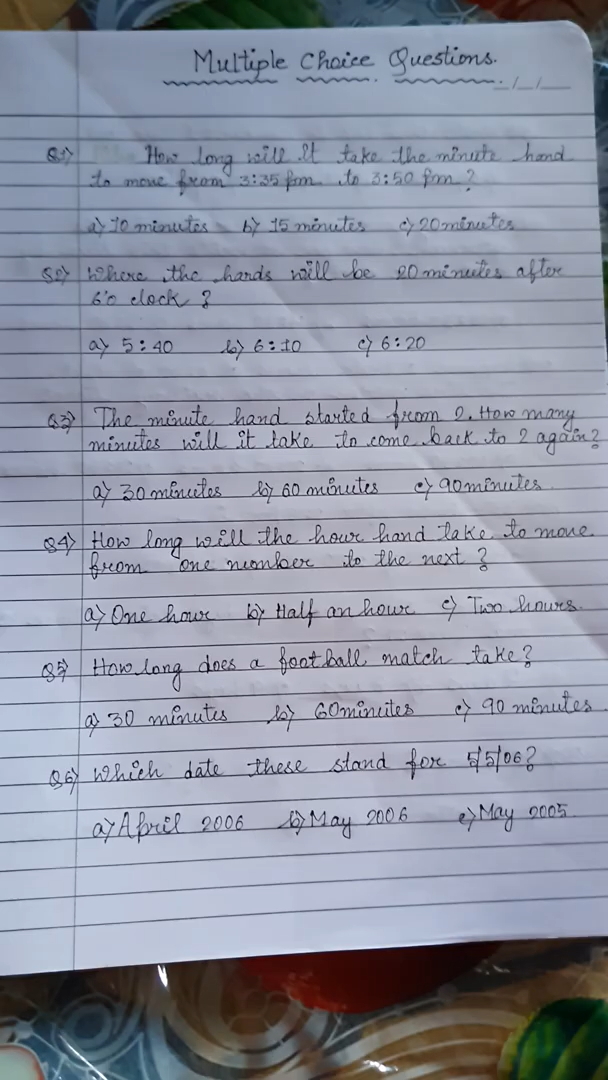 Multiple Choice Questions.
_/_/__
Q1) How long will It take the minute hand
to move from 3:35 pm to 3:50 pm?
a) 10 minutes b) 15 minutes c) 20 minutes
Q2) Where the hands will be 20 minutes after
6'o clock?
a) 5:40 b) 6:10 c) 6:20
Q3) The minute hand started from 2. How many
minutes will it take to come back to 2 again?
a) 30 minutes b) 60 minutes c) 90 minutes
Q4) How long will the hour hand take to move
from one number to the next?
a) One hour b) Half an hour c) Two hours.
Q5) How long does a football match take?
a) 30 minutes b) 60 minutes c) 90 minutes
Q6) Which date these stand for 5/5/06?
a) April 2006 b) May 2006 c) May 2005